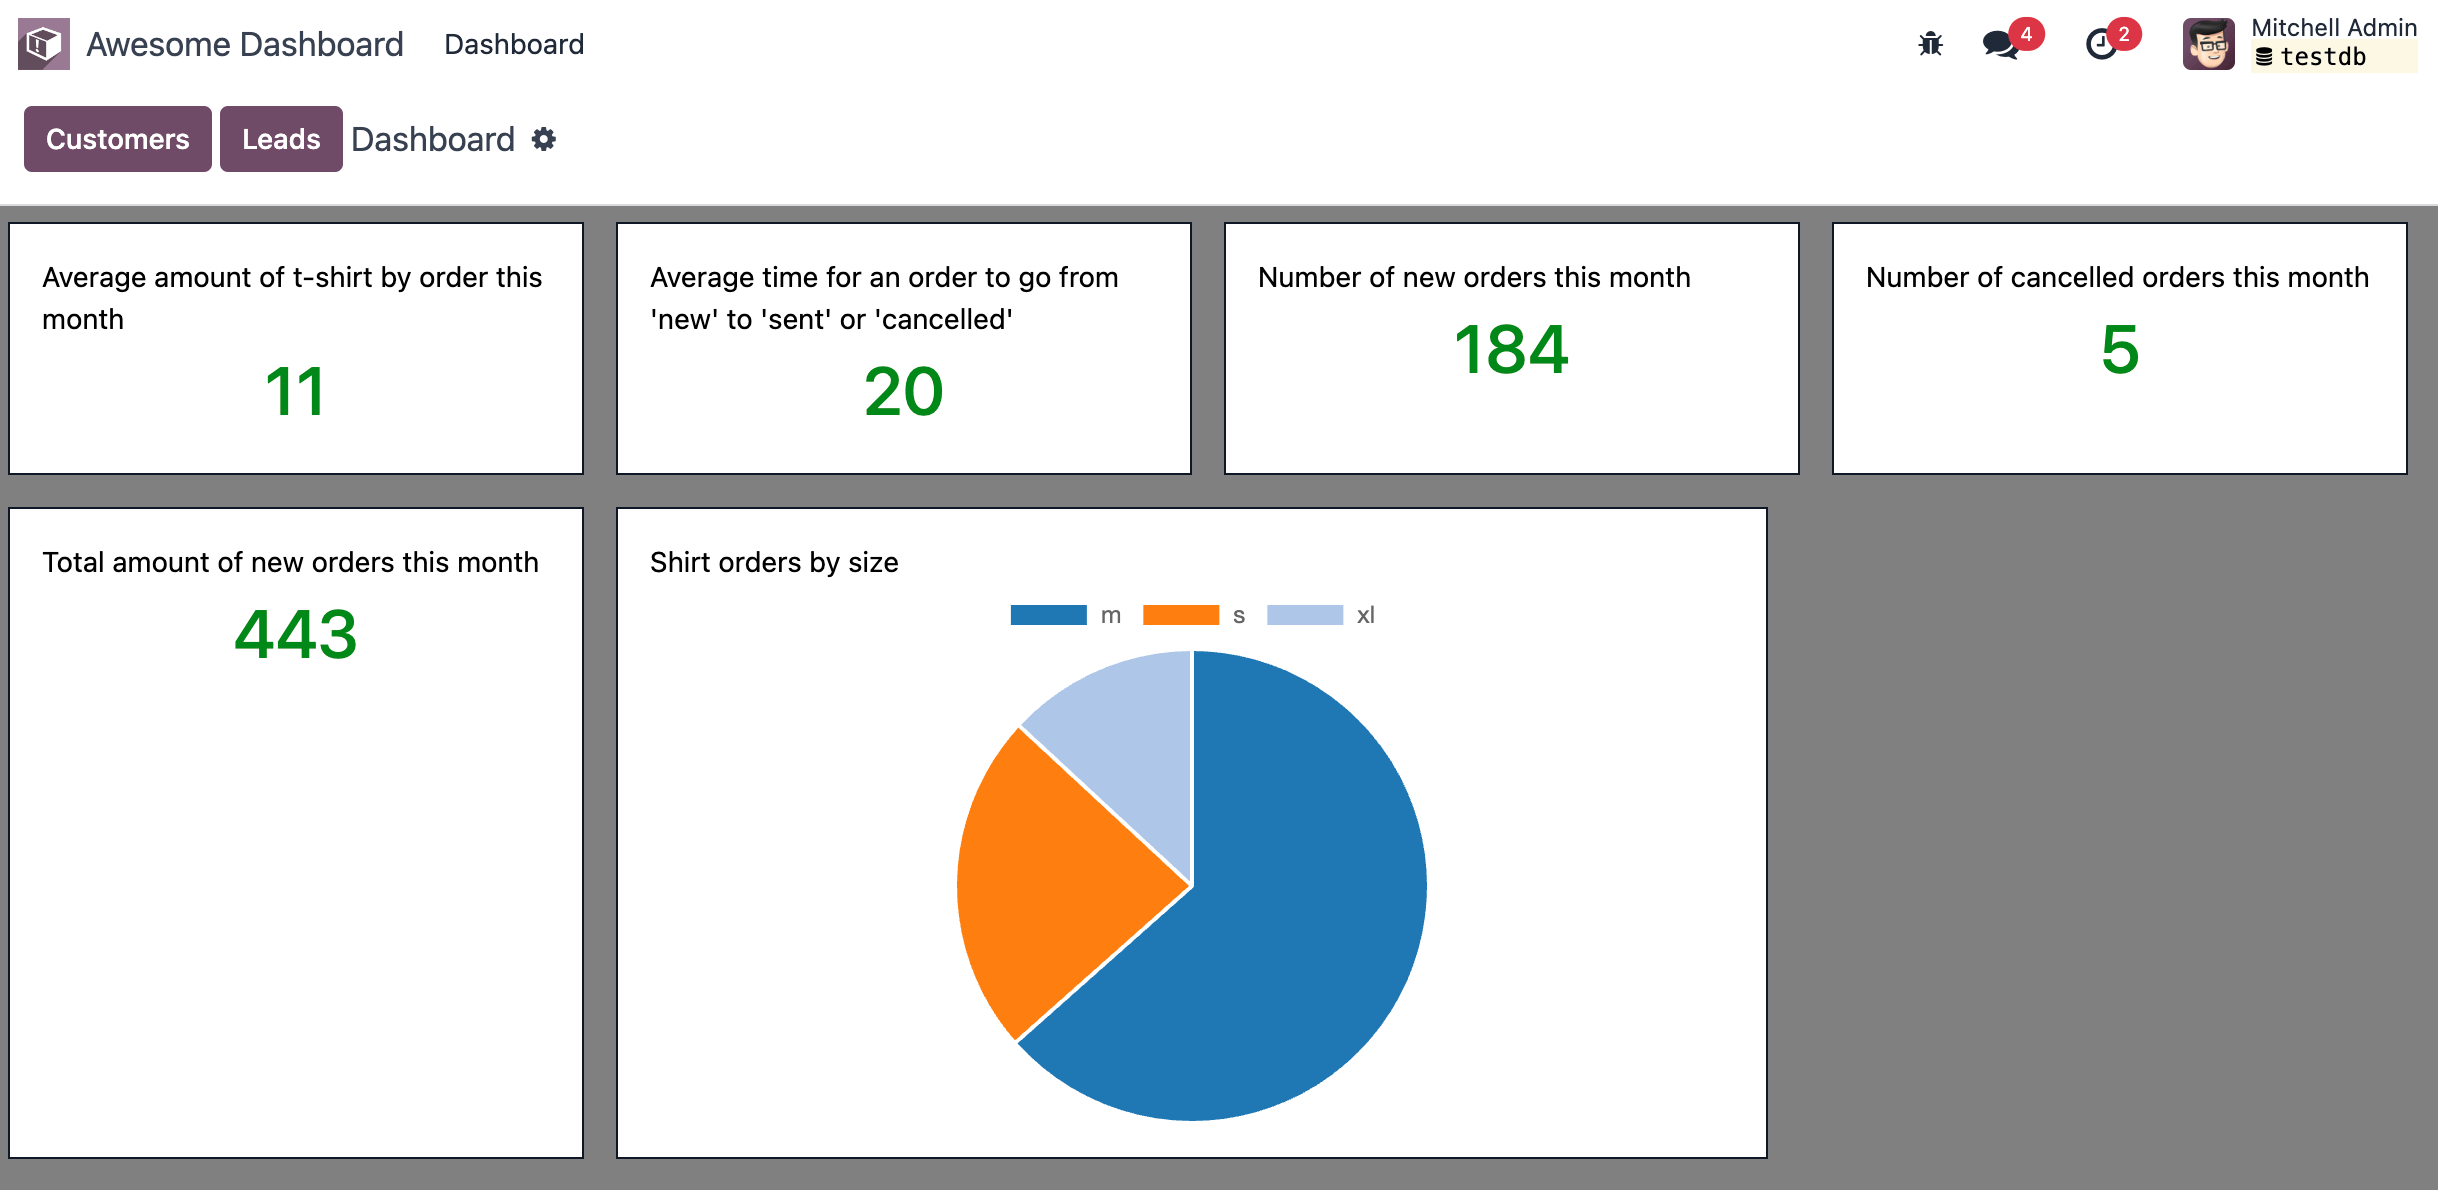 Awesome Dashboard Dashboard 4 2 Mitchell Admin
testdb
Customers Leads Dashboard
Average amount of t-shirt by order this
month
11
Average time for an order to go from
'new' to 'sent' or 'cancelled'
20
Number of new orders this month
184
Number of cancelled orders this month
5
Total amount of new orders this month
443
Shirt orders by size
m s xl